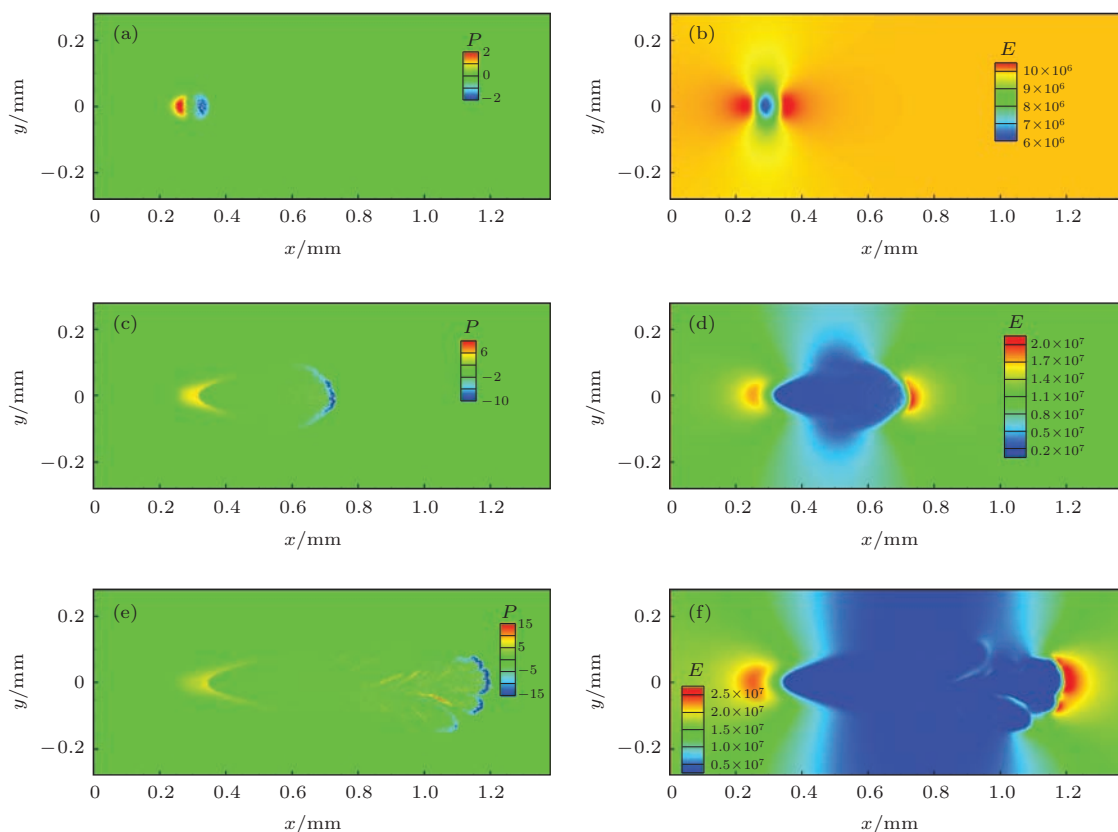 (a)
P
2
0
−2
0.2
0
−0.2
y/mm
0 0.2 0.4 0.6 0.8 1.0 1.2
x/mm
(b)
E
10×10⁶
9×10⁶
8×10⁶
7×10⁶
6×10⁶
0.2
0
−0.2
y/mm
0 0.2 0.4 0.6 0.8 1.0 1.2
x/mm
(c)
P
6
−2
−10
0.2
0
−0.2
y/mm
0 0.2 0.4 0.6 0.8 1.0 1.2
x/mm
(d)
E
2.0×10⁷
1.7×10⁷
1.4×10⁷
1.1×10⁷
0.8×10⁷
0.5×10⁷
0.2×10⁷
0.2
0
−0.2
y/mm
0 0.2 0.4 0.6 0.8 1.0 1.2
x/mm
(e)
P
15
5
−5
−15
0.2
0
−0.2
y/mm
0 0.2 0.4 0.6 0.8 1.0 1.2
x/mm
(f)
E
2.5×10⁷
2.0×10⁷
1.5×10⁷
1.0×10⁷
0.5×10⁷
0.2
0
−0.2
y/mm
0 0.2 0.4 0.6 0.8 1.0 1.2
x/mm